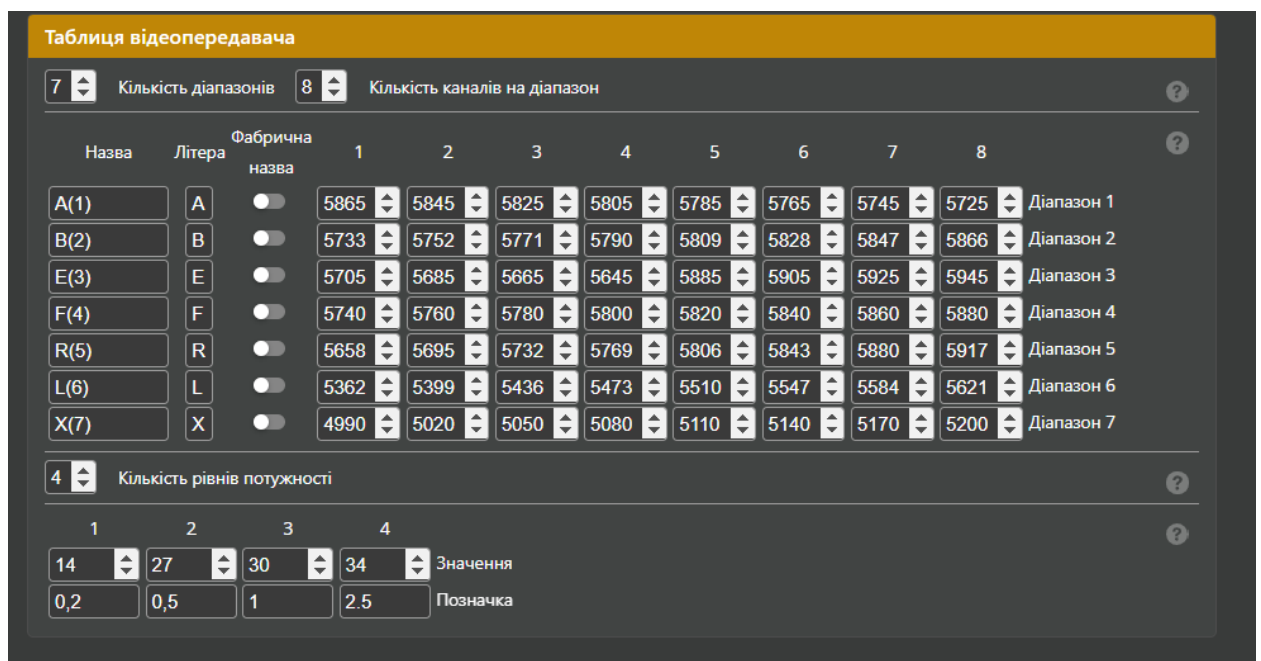 Таблиця відеопередавача
7 Кількість діапазонів 8 Кількість каналів на діапазон
Назва Літера Фабрична назва 1 2 3 4 5 6 7 8
A(1) A 5865 5845 5825 5805 5785 5765 5745 5725 Діапазон 1
B(2) B 5733 5752 5771 5790 5809 5828 5847 5866 Діапазон 2
E(3) E 5705 5685 5665 5645 5885 5905 5925 5945 Діапазон 3
F(4) F 5740 5760 5780 5800 5820 5840 5860 5880 Діапазон 4
R(5) R 5658 5695 5732 5769 5806 5843 5880 5917 Діапазон 5
L(6) L 5362 5399 5436 5473 5510 5547 5584 5621 Діапазон 6
X(7) X 4990 5020 5050 5080 5110 5140 5170 5200 Діапазон 7
4 Кількість рівнів потужності
1 2 3 4
14 27 30 34 Значення
0,2 0,5 1 2.5 Позначка